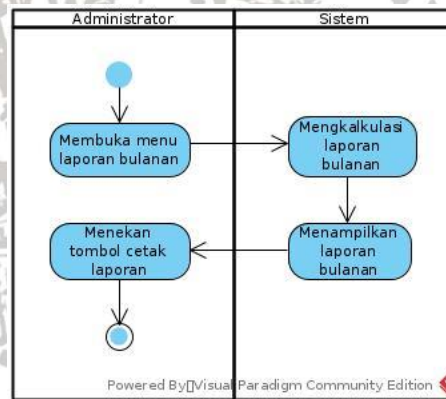 Administrator
Sistem
Membuka menu
laporan bulanan
Mengkalkulasi
laporan
bulanan
Menampilkan
laporan
bulanan
Menekan
tombol cetak
laporan
Powered By[]Visual Paradigm Community Edition